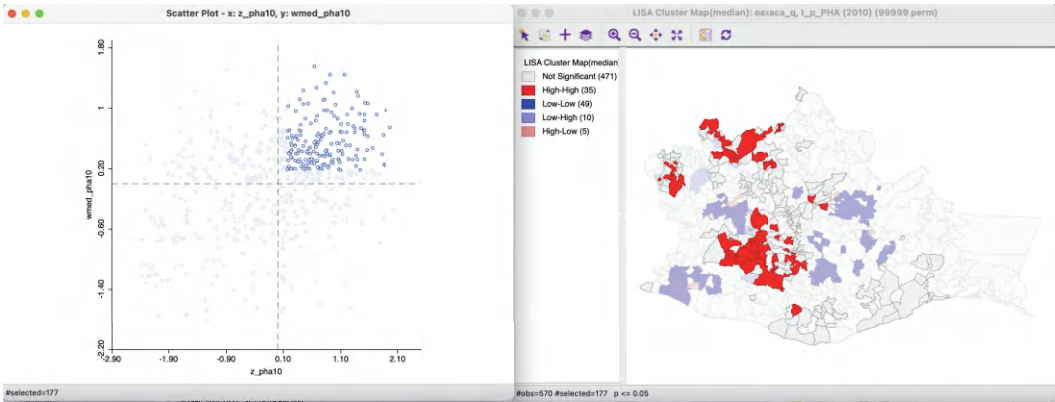 Scatter Plot - x: z_pha10, y: wmed_pha10
1.80
1
0.20
-0.60
-1.40
-2.20
wmed_pha10
-2.90 -1.90 -0.90 0.10 1.10 2.10
z_pha10
#selected=177
LISA Cluster Map(median): oaxaca_q, I_p_PHA (2010) (99999 perm)
LISA Cluster Map(median
Not Significant (471)
High-High (35)
Low-Low (49)
Low-High (10)
High-Low (5)
#obs=570 #selected=177 p <= 0.05